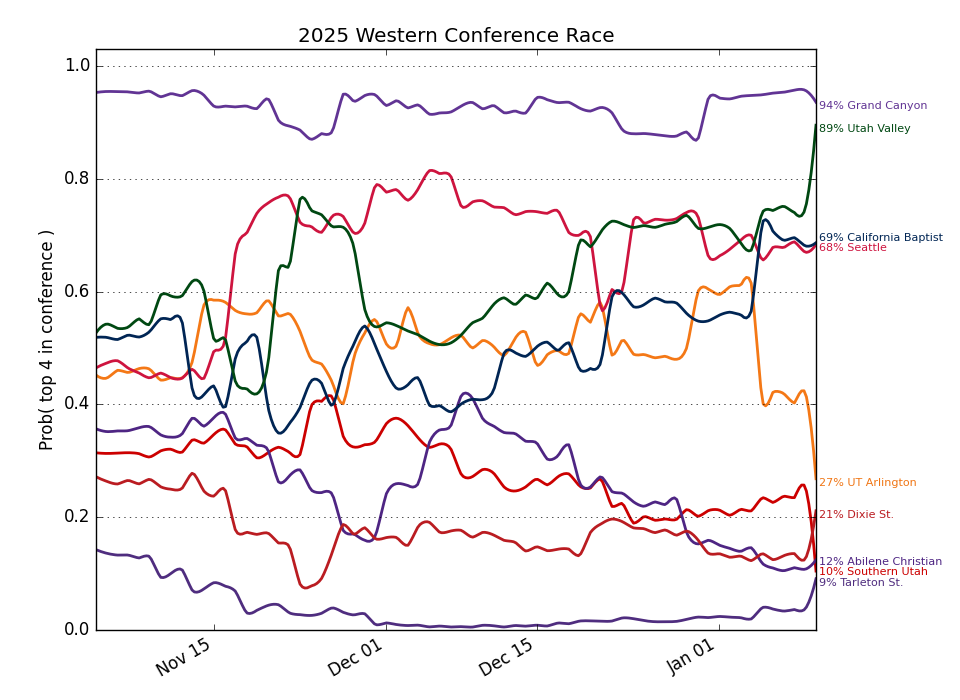 2025 Western Conference Race
1.0
0.8
0.6
0.4
0.2
0.0
Prob( top 4 in conference )
Nov 15
Dec 01
Dec 15
Jan 01
94% Grand Canyon
89% Utah Valley
69% California Baptist
68% Seattle
27% UT Arlington
21% Dixie St.
12% Abilene Christian
10% Southern Utah
9% Tarleton St.